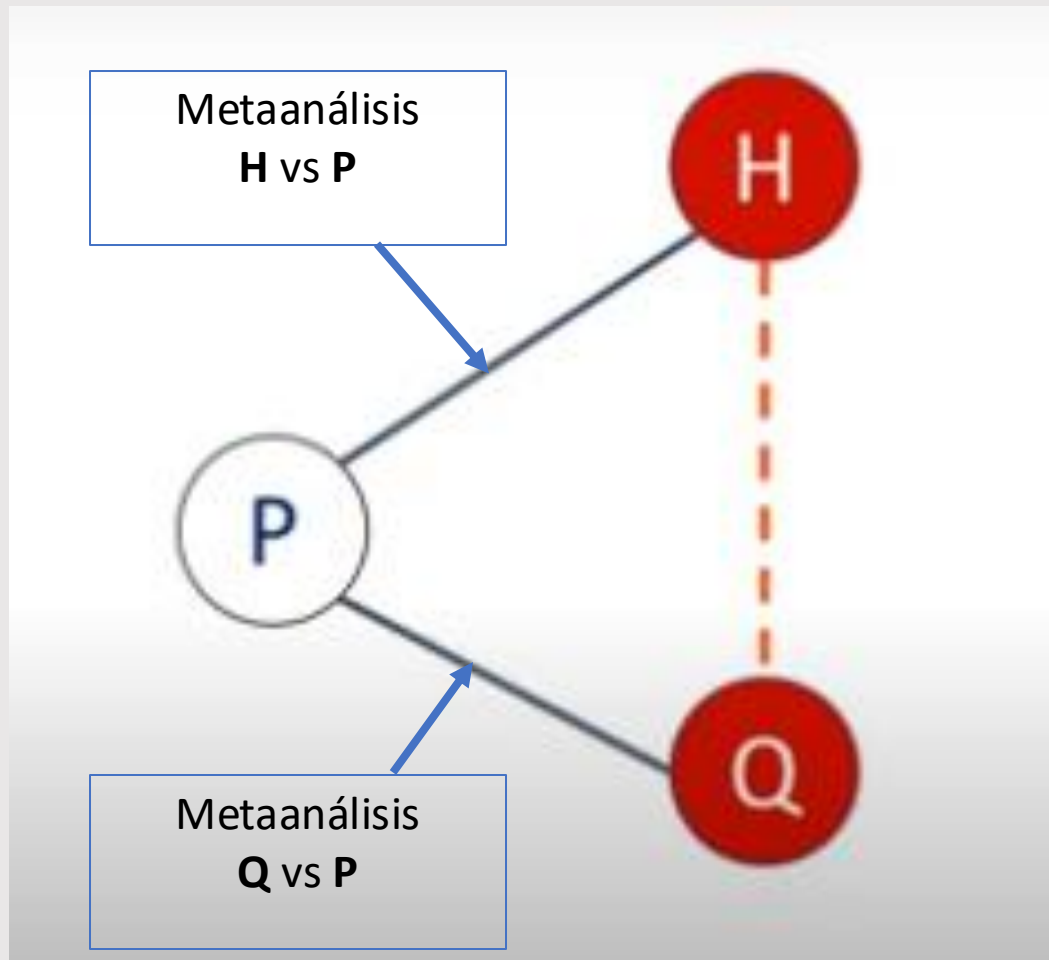 Metaanálisis
H vs P
H
P
Q
Metaanálisis
Q vs P